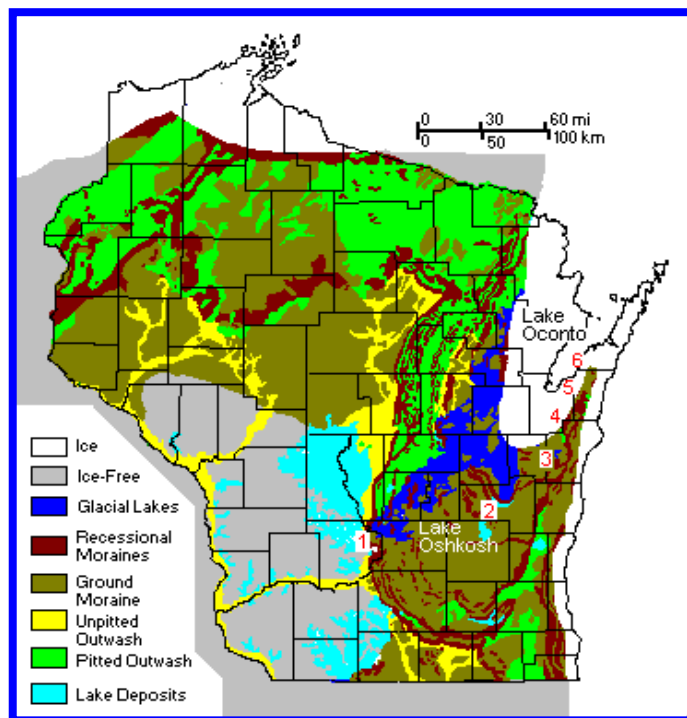 0 30 60 mi
0 50 100 km
Lake
Oconto
6
5
4
3
2
Lake
Oshkosh
1
Ice
Ice-Free
Glacial Lakes
Recessional
Moraines
Ground
Moraine
Unpitted
Outwash
Pitted Outwash
Lake Deposits